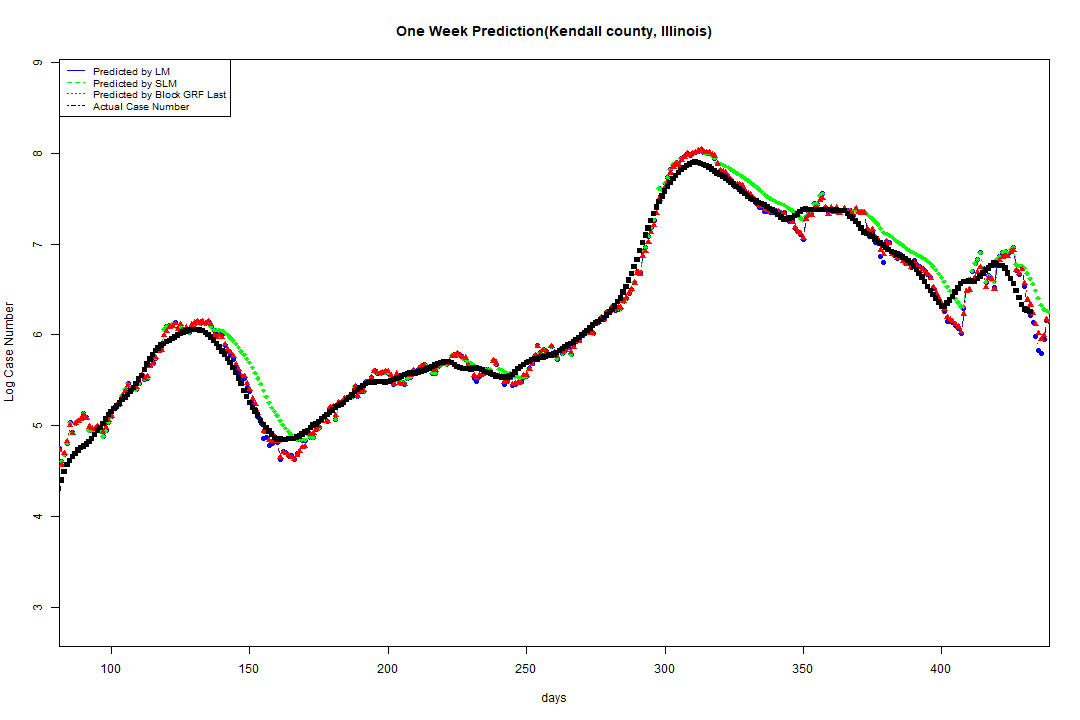 One Week Prediction(Kendall county, Illinois)
Predicted by LM
Predicted by SLM
Predicted by Block GRF Last
Actual Case Number
9
8
7
6
5
4
3
Log Case Number
100 150 200 250 300 350 400
days